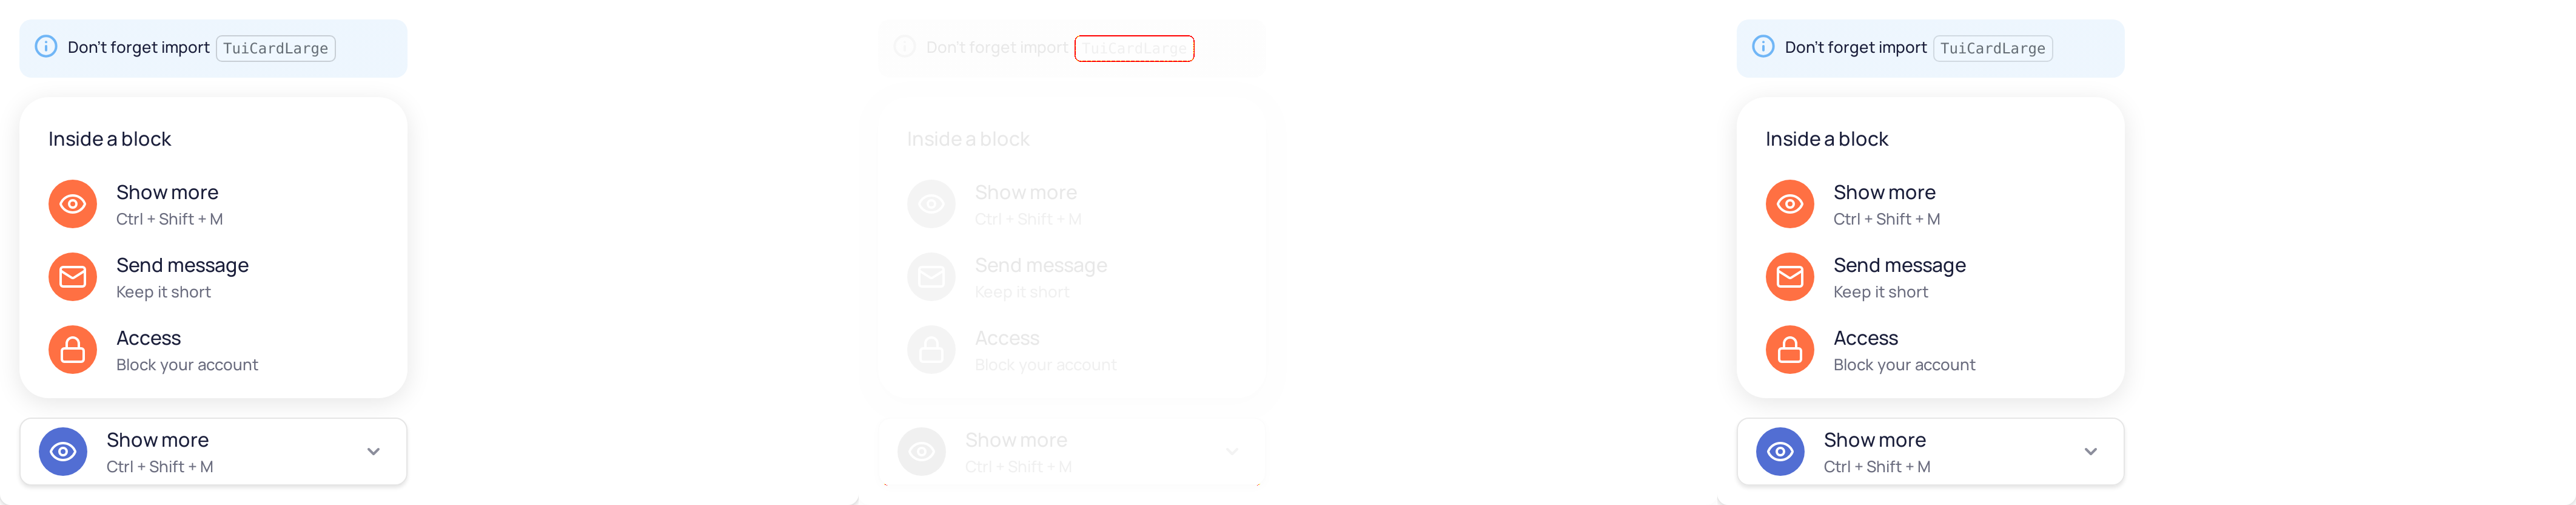 Don't forget import TuiCardLarge
Inside a block
Show more
Ctrl + Shift + M
Send message
Keep it short
Access
Block your account
Show more
Ctrl + Shift + M
Don't forget import TuiCardLarge
Inside a block
Show more
Ctrl + Shift + M
Send message
Keep it short
Access
Block your account
Show more
Ctrl + Shift + M
Don't forget import TuiCardLarge
Inside a block
Show more
Ctrl + Shift + M
Send message
Keep it short
Access
Block your account
Show more
Ctrl + Shift + M